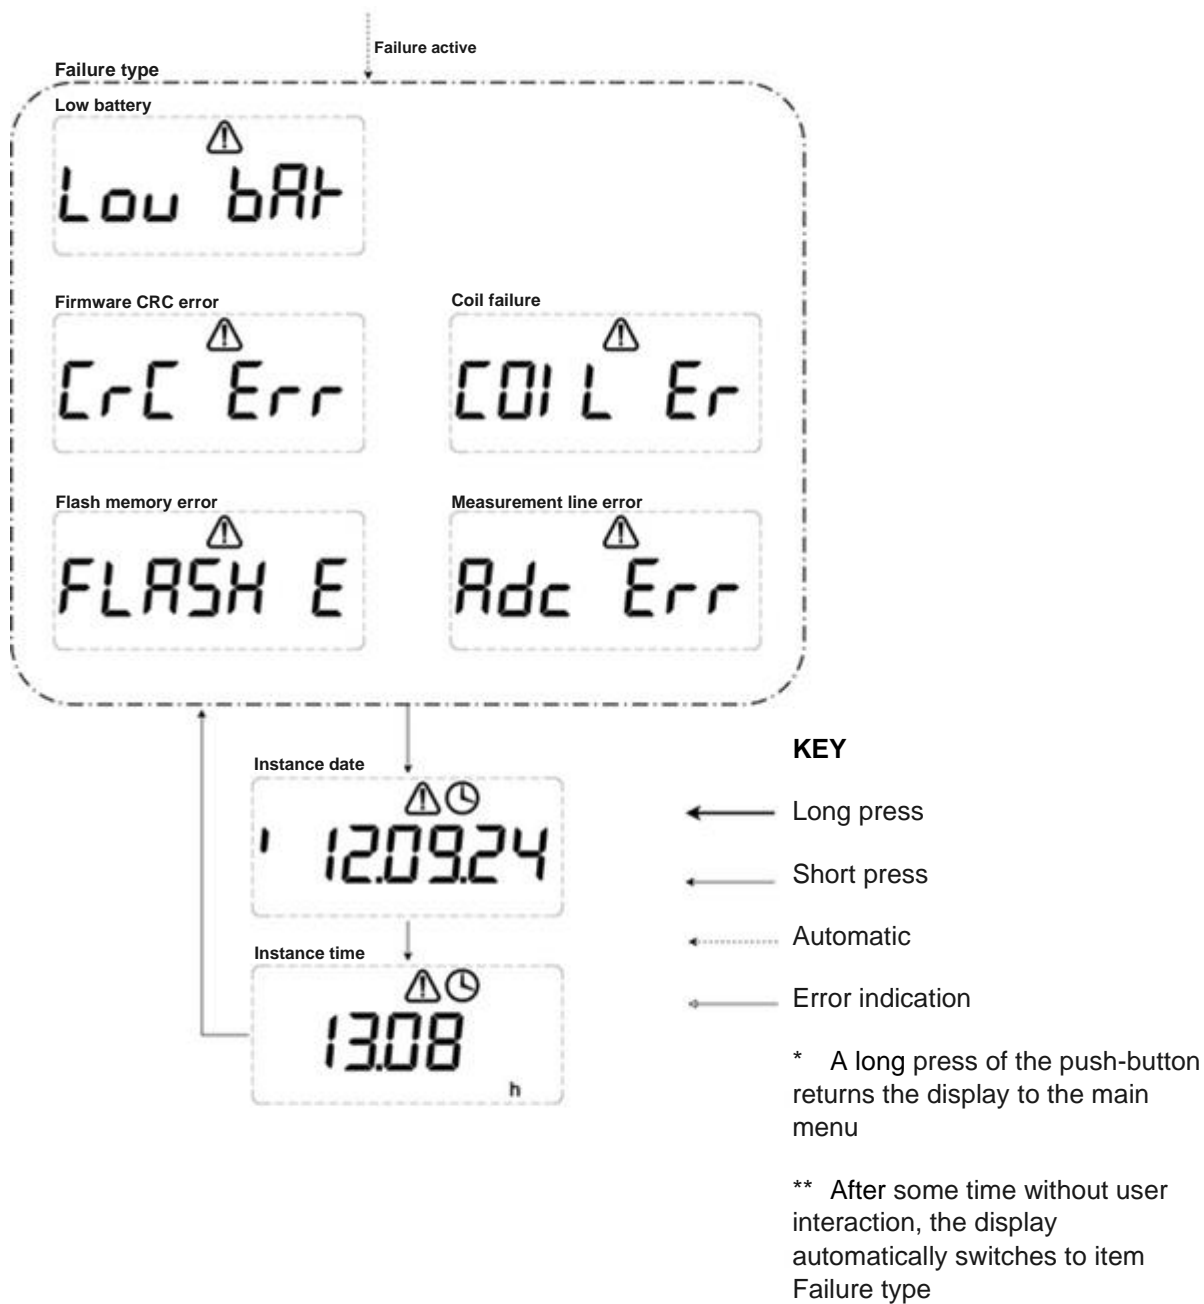 Failure active
Failure type
Low battery
Lou bAt
Firmware CRC error
CrC Err
Coil failure
COIL Er
Flash memory error
FLASH E
Measurement line error
Adc Err
Instance date
' 12.09.24
Instance time
13.08
h
KEY
Long press
Short press
Automatic
Error indication
* A long press of the push-button
returns the display to the main
menu
** After some time without user
interaction, the display
automatically switches to item
Failure type